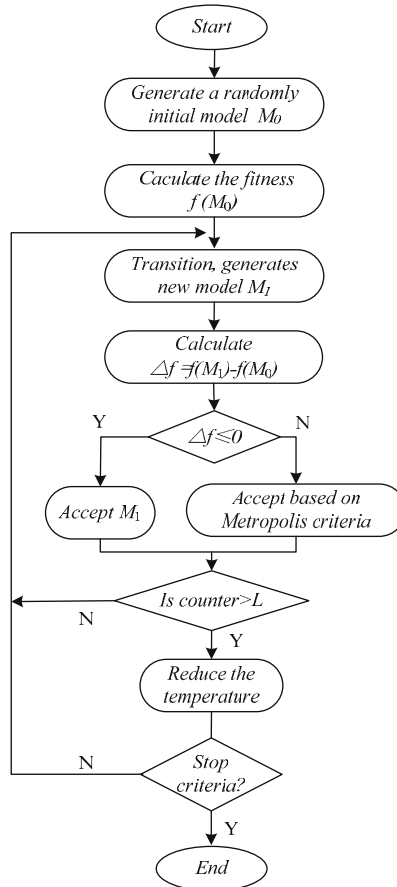 Start
Generate a randomly
initial model M0
Caculate the fitness
f (M0)
Transition, generates
new model M1
Calculate
△f =f(M1)-f(M0)
Y
△f≤0
N
Accept M1
Accept based on
Metropolis criteria
Is counter>L
N
Y
Reduce the
temperature
N
Stop
criteria?
Y
End